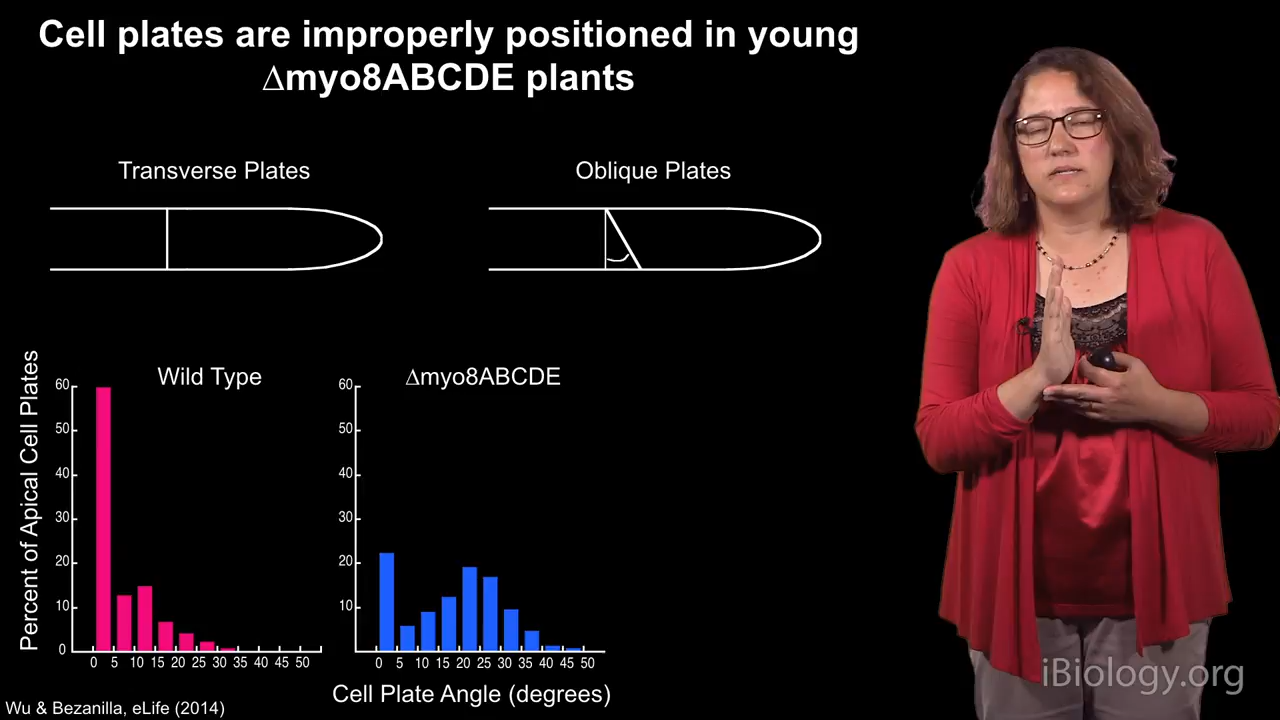 Cell plates are improperly positioned in young
∆myo8ABCDE plants
Transverse Plates
Oblique Plates
Percent of Apical Cell Plates
Wild Type
60
50
40
30
20
10
0
0 5 10 15 20 25 30 35 40 45 50
∆myo8ABCDE
60
50
40
30
20
10
0 5 10 15 20 25 30 35 40 45 50
Cell Plate Angle (degrees)
Wu & Bezanilla, eLife (2014)
iBiology.org